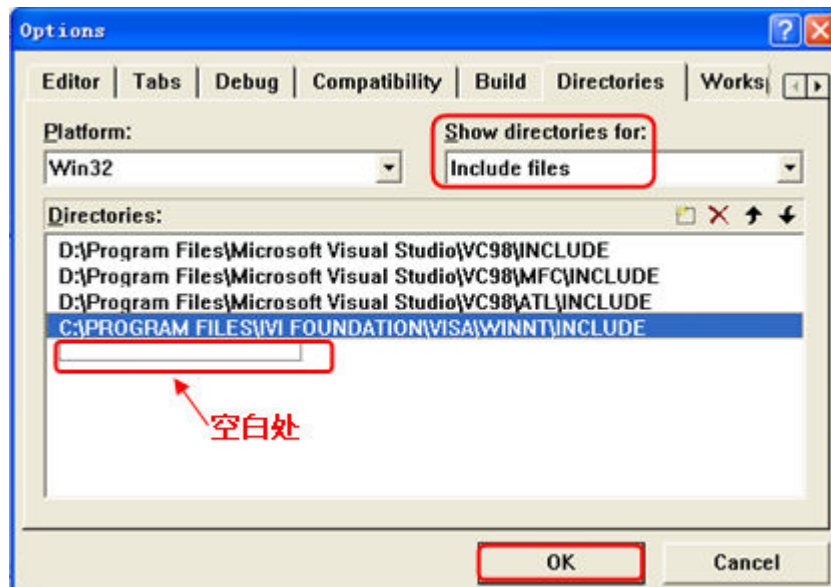 Options
Editor Tabs Debug Compatibility Build Directories Works
Platform: Show directories for:
Win32 Include files
Directories:
D:\Program Files\Microsoft Visual Studio\VC98\INCLUDE
D:\Program Files\Microsoft Visual Studio\VC98\MFC\INCLUDE
D:\Program Files\Microsoft Visual Studio\VC98\ATL\INCLUDE
C:\PROGRAM FILES\IVI FOUNDATION\VISA\WINNT\INCLUDE
空白处
OK Cancel